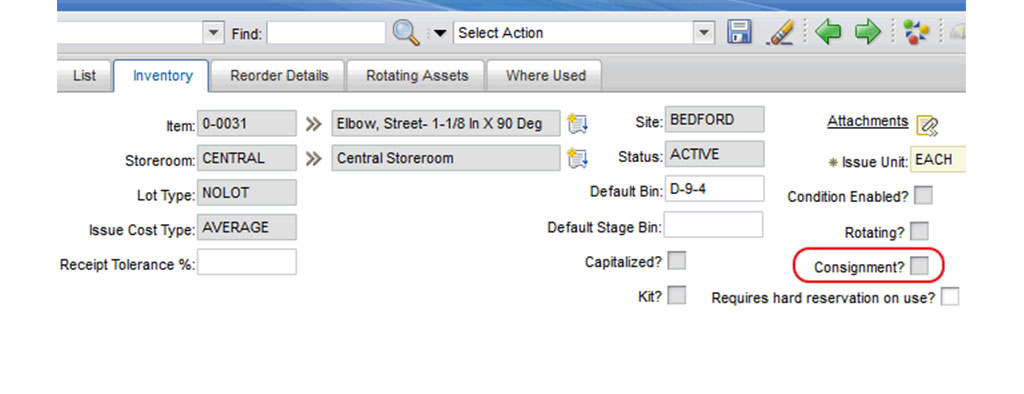 Find: Select Action
List Inventory Reorder Details Rotating Assets Where Used
Item: 0-0031 Elbow, Street- 1-1/8 In X 90 Deg Site: BEDFORD Attachments
Storeroom: CENTRAL Central Storeroom Status: ACTIVE * Issue Unit: EACH
Lot Type: NOLOT Default Bin: D-9-4 Condition Enabled?
Issue Cost Type: AVERAGE Default Stage Bin: Rotating?
Receipt Tolerance %: Capitalized? Consignment?
Kit? Requires hard reservation on use?